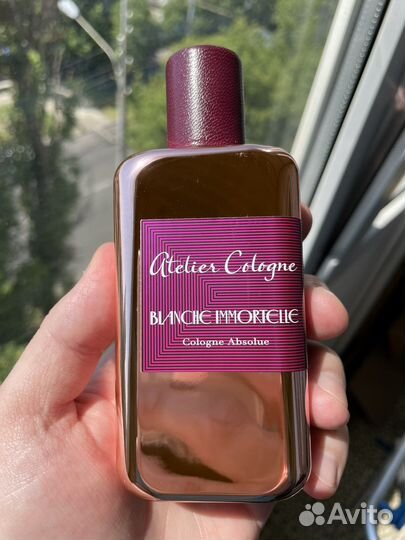 Atelier Cologne
BLANCHE IMMORTELLE
Cologne Absolue
Avito